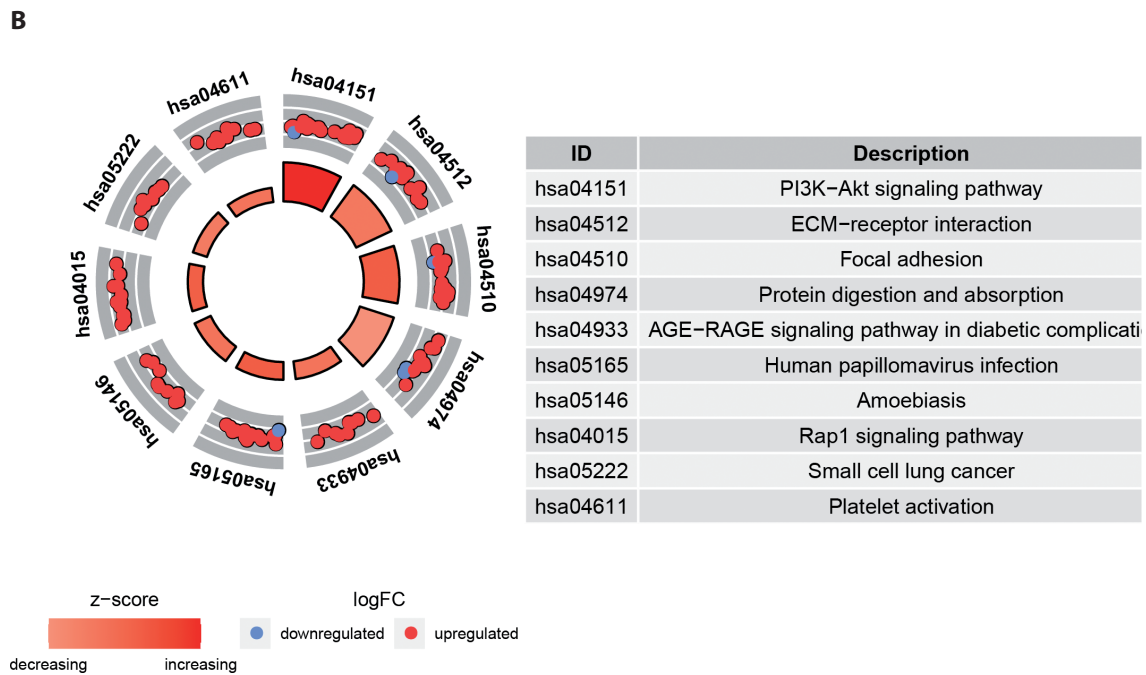 B
hsa04151
hsa04512
hsa04510
hsa04974
hsa04933
hsa05165
hsa05146
hsa04015
hsa05222
hsa04611
ID Description
hsa04151 PI3K−Akt signaling pathway
hsa04512 ECM−receptor interaction
hsa04510 Focal adhesion
hsa04974 Protein digestion and absorption
hsa04933 AGE−RAGE signaling pathway in diabetic complicati
hsa05165 Human papillomavirus infection
hsa05146 Amoebiasis
hsa04015 Rap1 signaling pathway
hsa05222 Small cell lung cancer
hsa04611 Platelet activation
z−score
decreasing increasing
logFC
downregulated upregulated